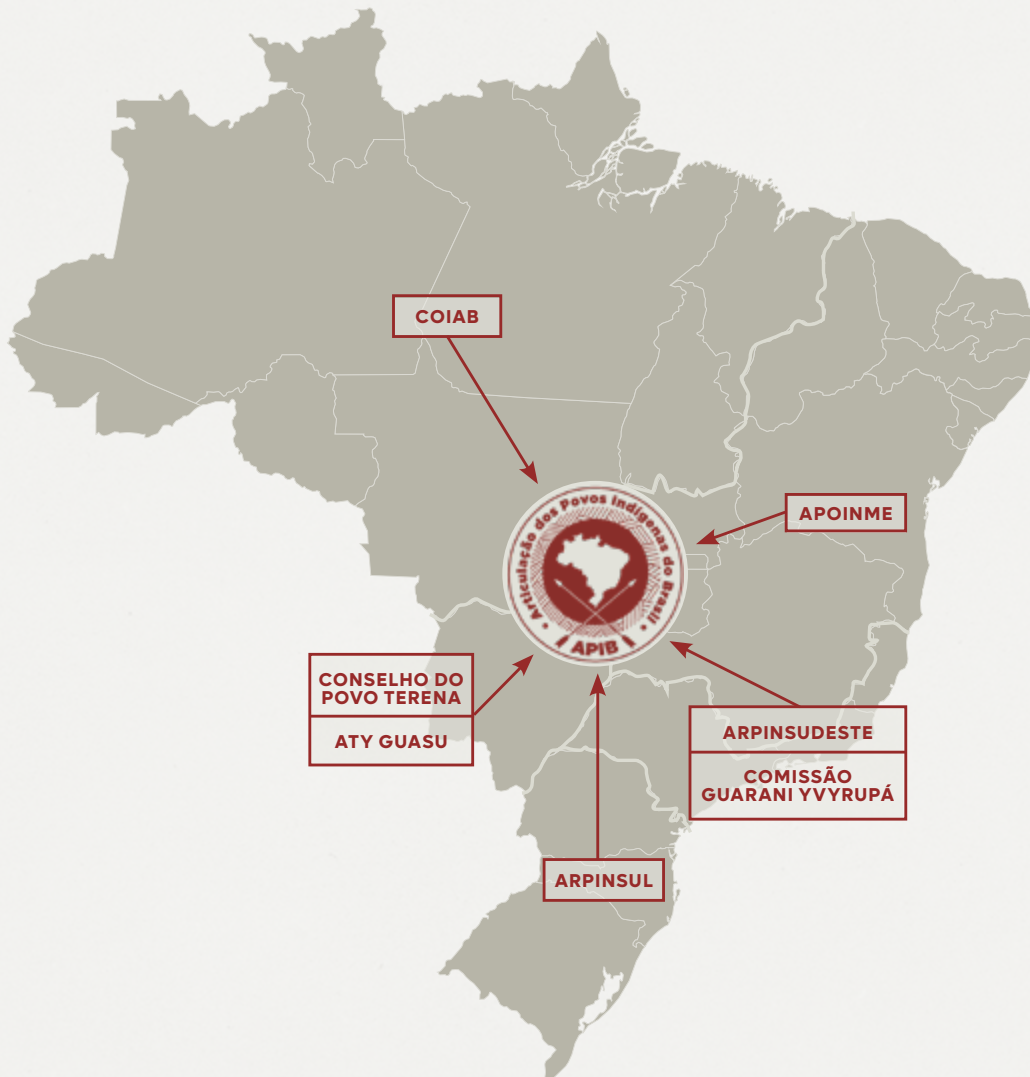 COIAB
APOINME
Articulação dos Povos Indígenas do Brasil
APIB
CONSELHO DO
POVO TERENA
ATY GUASU
ARPINSUDESTE
COMISSÃO
GUARANI YVYRUPÁ
ARPINSUL